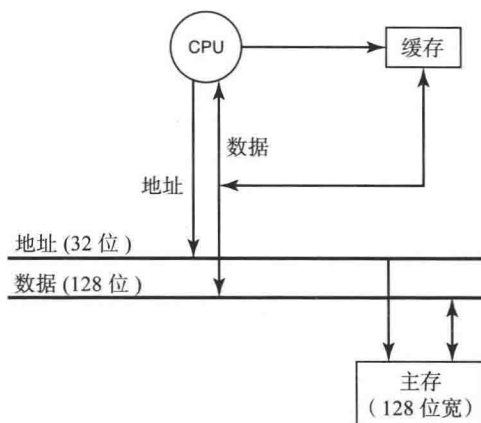 CPU
缓存
数据
地址
地址 (32 位)
数据 (128 位)
主存
(128 位宽)